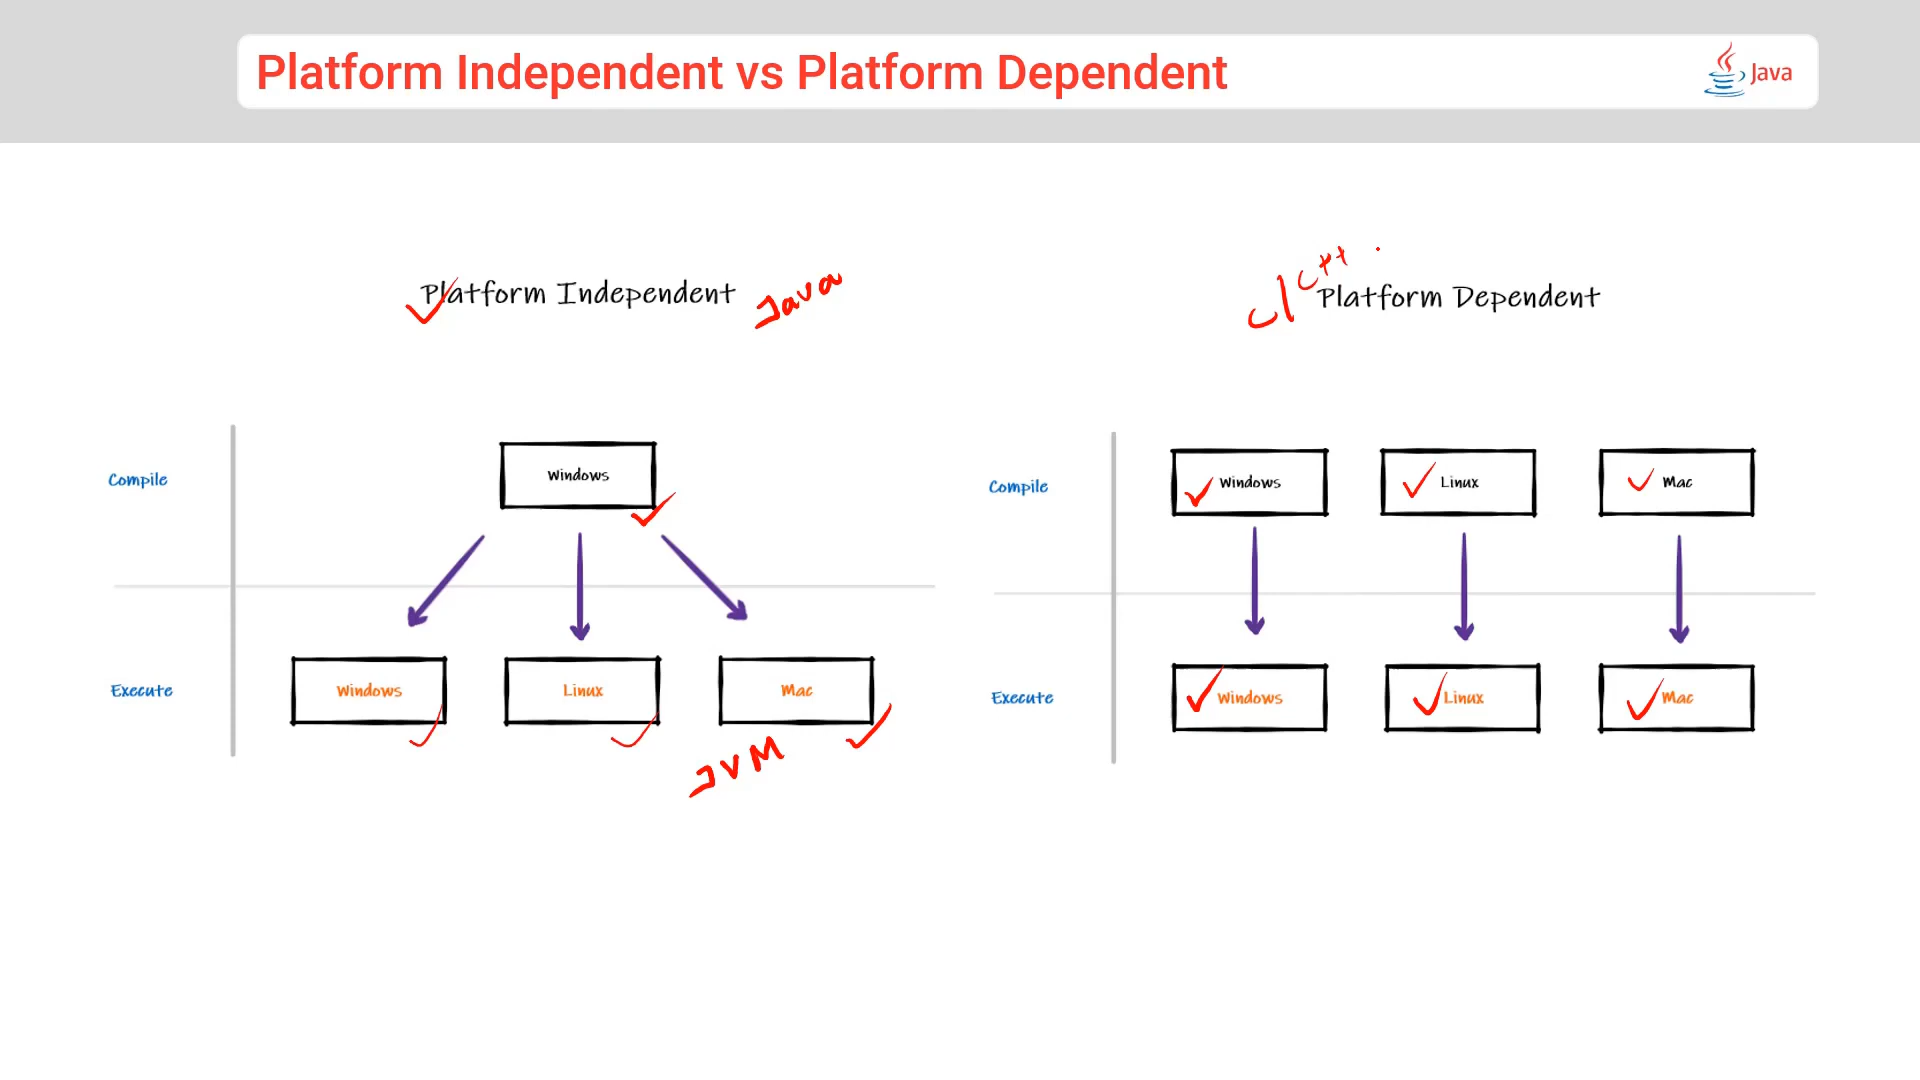 Platform Independent vs Platform Dependent
Java
Platform Independent
Java
Compile
Windows
Execute
Windows
Linux
Mac
JVM
C/C++
Platform Dependent
Compile
Windows
Linux
Mac
Execute
Windows
Linux
Mac